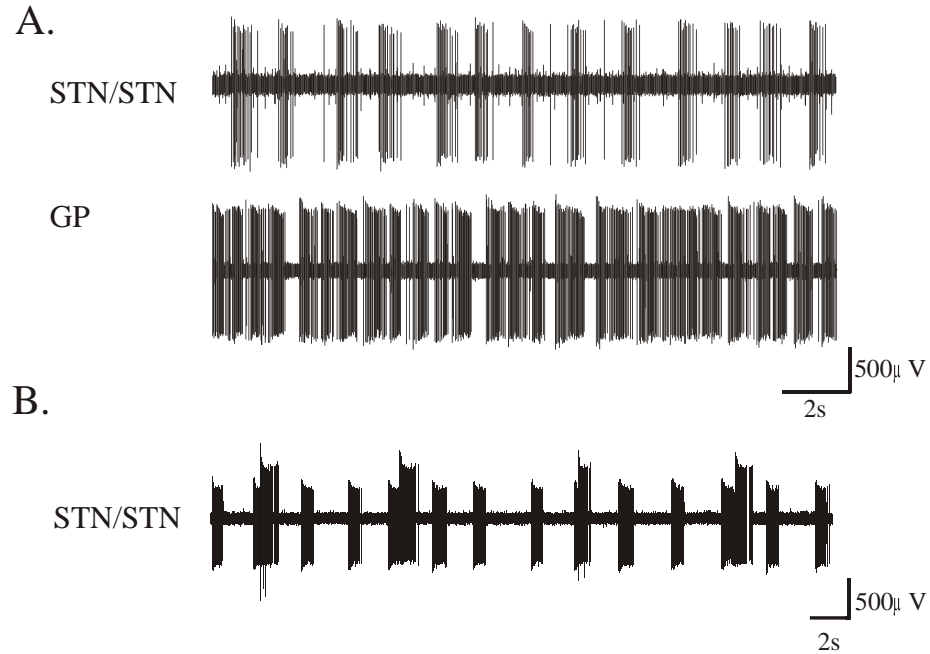 A.
STN/STN
GP
500μ V
2s
B.
STN/STN
500μ V
2s